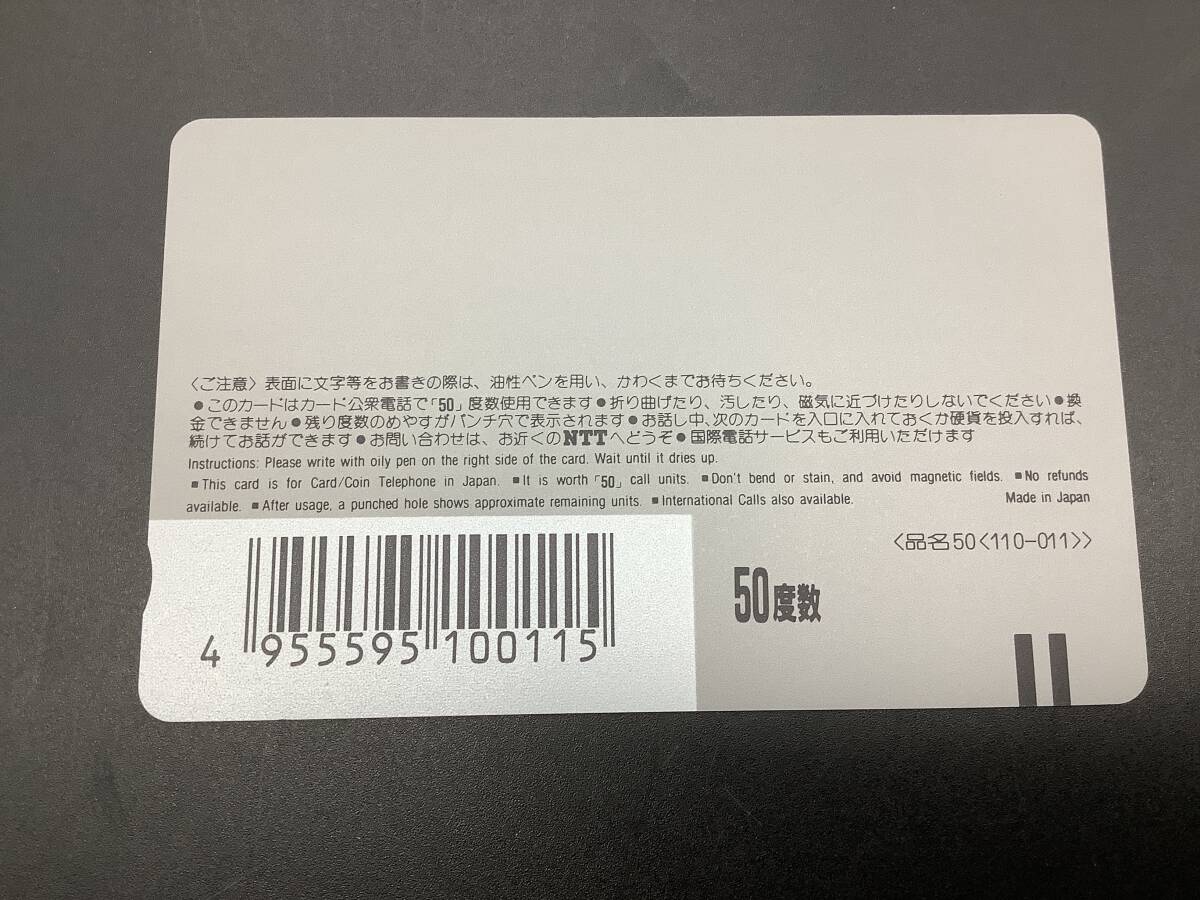 〈ご注意〉表面に文字等をお書きの際は、油性ペンを用い、かわくまでお待ちください。
●このカードはカード公衆電話で「50」度数使用できます●折り曲げたり、汚したり、磁気に近づけたりしないでください●換
金できません●残り度数のめやすがパンチ穴で表示されます●お話し中、次のカードを入口に入れておくか硬貨を投入すれば、
続けてお話ができます●お問い合わせは、お近くのNTTへどうぞ●国際電話サービスもご利用いただけます
Instructions: Please write with oily pen on the right side of the card. Wait until it dries up.
■This card is for Card/Coin Telephone in Japan. ■It is worth「50」call units. ■Don't bend or stain, and avoid magnetic fields. ■No refunds
available. ■After usage, a punched hole shows approximate remaining units. ■International Calls also available. Made in Japan
〈品名50〈110-011〉〉
50度数
4 955595 100115